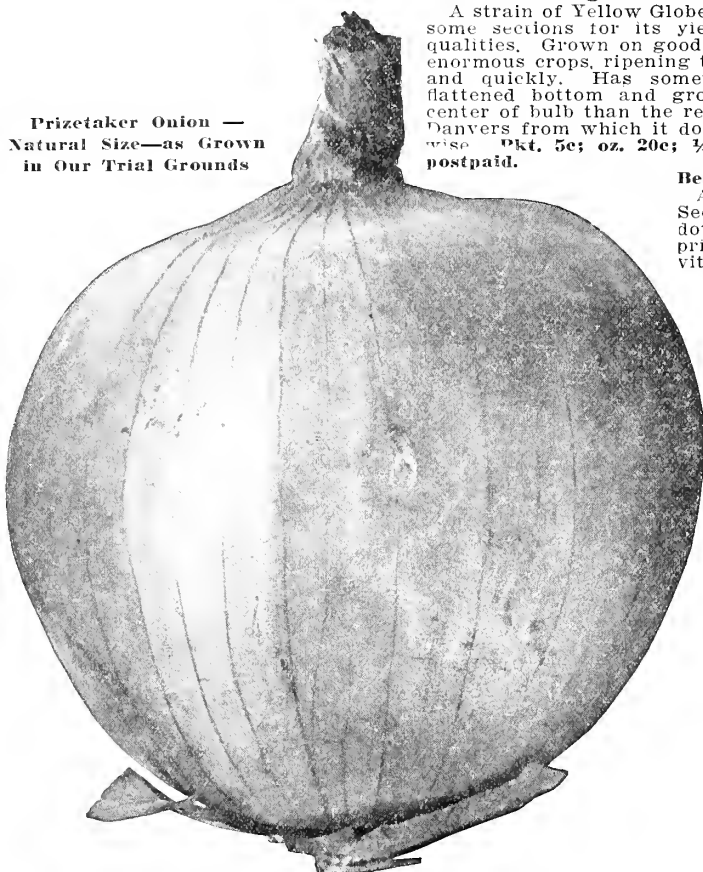 Prizetaker Onion —
Natural Size—as Grown
in Our Trial Grounds
A strain of Yellow Globe
some sections for its yie
qualities. Grown on good
enormous crops, ripening t
and quickly. Has some
flattened bottom and gro
center of bulb than the re
Danvers from which it do
wise. Pkt. 5c; oz. 20c;
postpaid.
Be
A
See
do
pri
vit